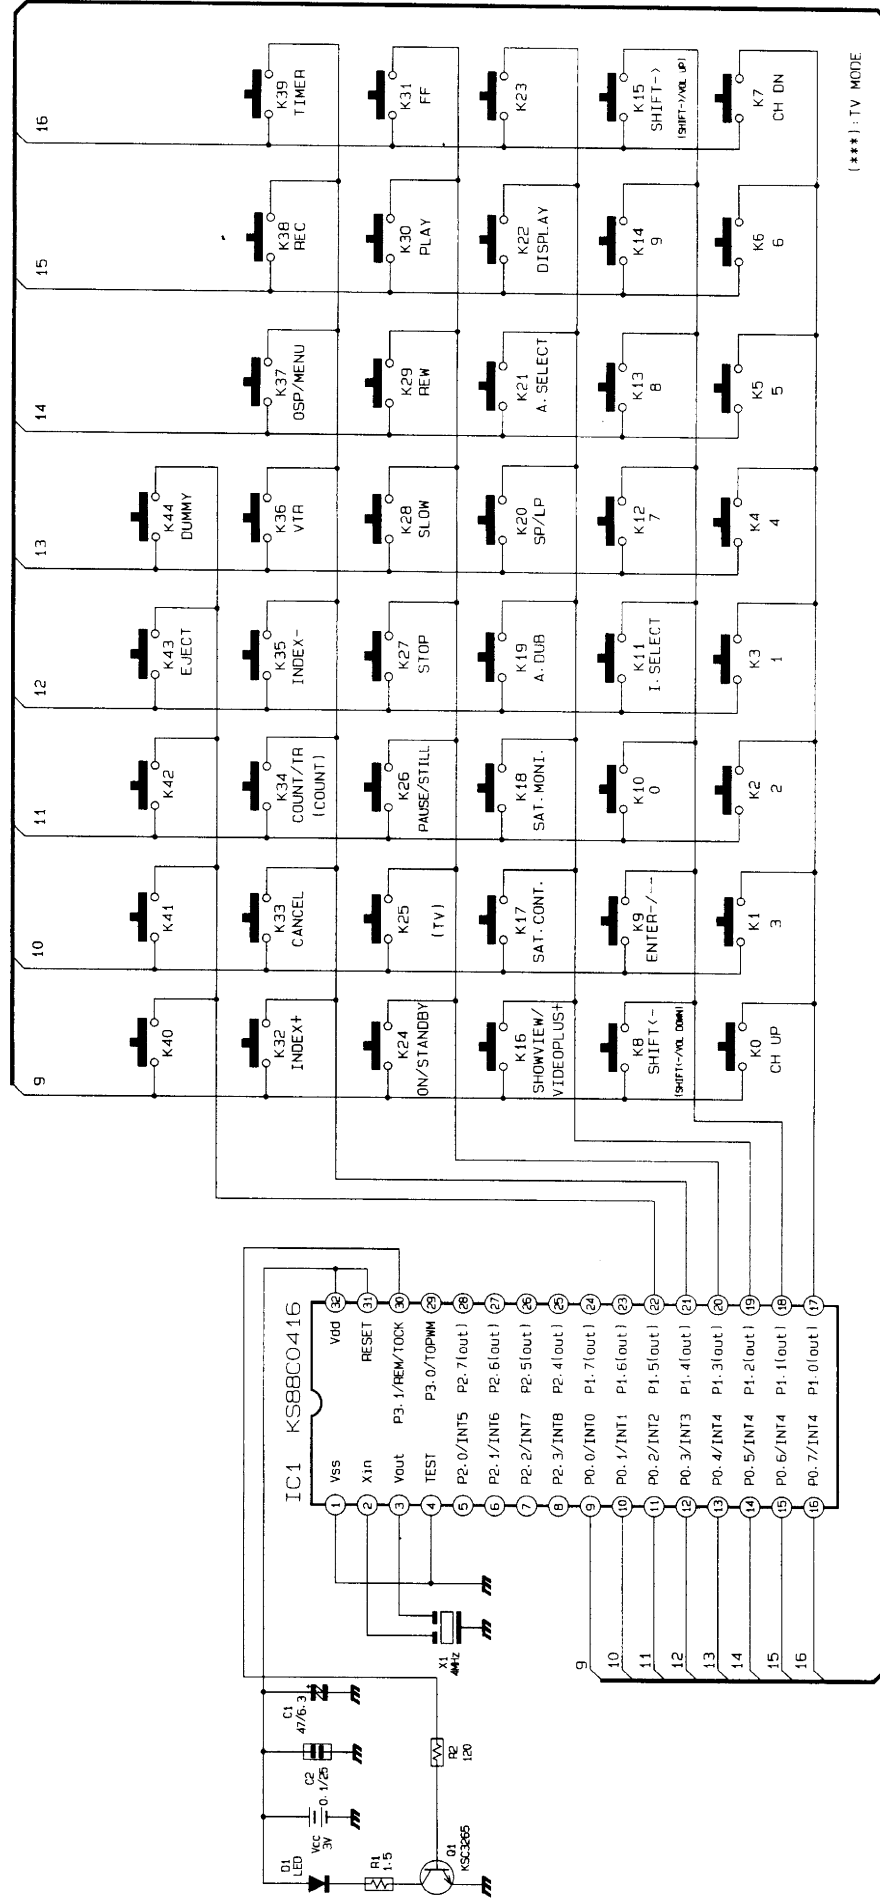 16
K39
TIMER
K31
FF
K23
K15
SHIFT->
(SHIFT->/VOL UP)
K7
CH DN
(***):TV MODE
15
K38
REC
K30
PLAY
K22
DISPLAY
K14
9
K6
6
14
K37
OSP/MENU
K29
REW
K21
A.SELECT
K13
8
K5
5
13
K44
DUMMY
K36
VTR
K28
SLOW
K20
SP/LP
K12
7
K4
4
12
K43
EJECT
K35
INDEX-
K27
STOP
K19
A.DUB
K11
I.SELECT
K3
1
11
K42
K34
COUNT/TR
(COUNT)
K26
PAUSE/STILL
K18
SAT.MONI.
K10
0
K2
2
10
K41
K33
CANCEL
K25
(TV)
K17
SAT.CONT.
K9
ENTER-/--
K1
3
9
K40
K32
INDEX+
K24
ON/STANDBY
K16
SHOWVIEW/
VIDEOPLUS+
K8
SHIFT<-
(SHIFT<-/VOL DOWN)
K0
CH UP
IC1 KS88C0416
1 Vss Vdd 32
2 Xin RESET 31
3 Vout P3.1/REM/TOCK 30
4 TEST P3.0/TOPWM 29
5 P2.0/INT5 P2.7(out) 28
6 P2.1/INT6 P2.6(out) 27
7 P2.2/INT7 P2.5(out) 26
8 P2.3/INT8 P2.4(out) 25
9 P0.0/INT0 P1.7(out) 24
10 P0.1/INT1 P1.6(out) 23
11 P0.2/INT2 P1.5(out) 22
12 P0.3/INT3 P1.4(out) 21
13 P0.4/INT4 P1.3(out) 20
14 P0.5/INT4 P1.2(out) 19
15 P0.6/INT4 P1.1(out) 18
16 P0.7/INT4 P1.0(out) 17
9
10
11
12
13
14
15
16
X1
4MHz
C1
47/6.3
+
C2
0.1/25
Vcc
3V
D1
LED
R1
1.5
R2
120
Q1
KSC3265